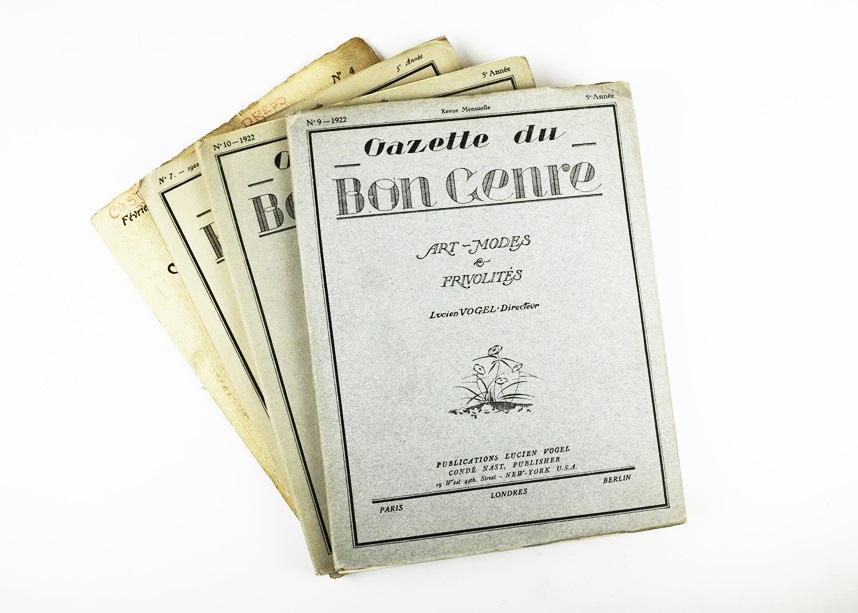 N° 9 — 1922
Revue Mensuelle
5e Année
Gazette du
Bon Genre
ART - MODES
&
FRIVOLITÉS
Lucien VOGEL · Directeur
PUBLICATIONS LUCIEN VOGEL
CONDÉ NAST, PUBLISHER
19 West 44th. Street - NEW-YORK U.S.A.
PARIS
LONDRES
BERLIN
N° 10 — 1922
5e Année
N° 7. — 1922
5e Année
N° 4